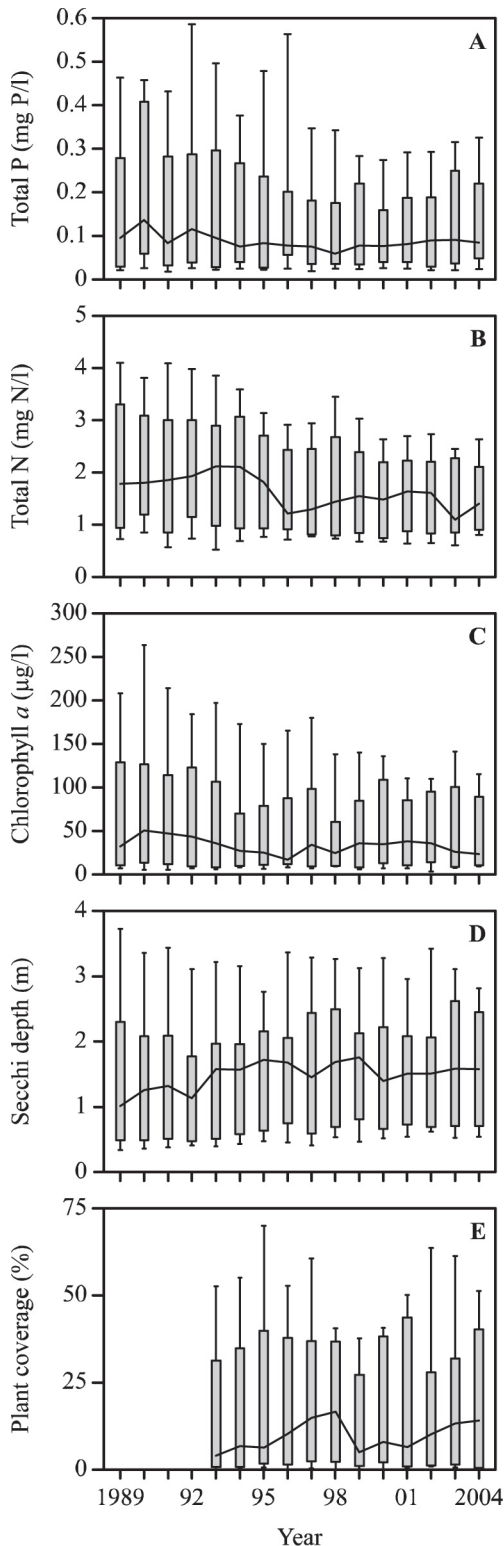 A
Total P (mg P/l)
0.6
0.5
0.4
0.3
0.2
0.1
0
B
Total N (mg N/l)
5
4
3
2
1
0
C
Chlorophyll a (µg/l)
300
250
200
150
100
50
0
D
Secchi depth (m)
4
3
2
1
0
E
Plant coverage (%)
75
50
25
0
1989 92 95 98 01 2004
Year